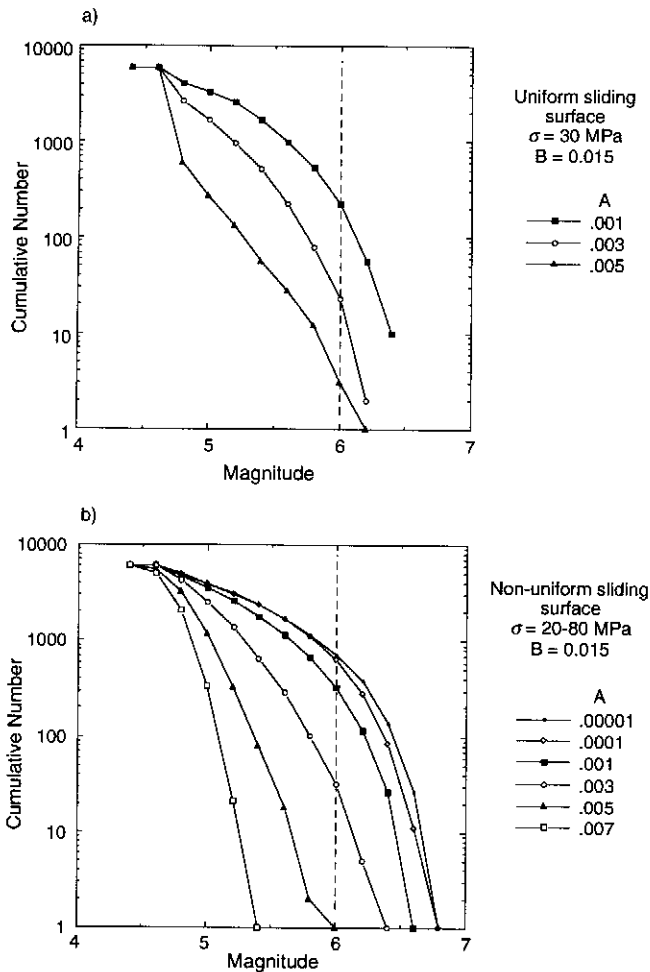 a)
10000
1000
100
10
1
Cumulative Number
4 5 6 7
Magnitude
Uniform sliding
surface
σ = 30 MPa
B = 0.015
A
.001
.003
.005
b)
10000
1000
100
10
1
Cumulative Number
4 5 6 7
Magnitude
Non-uniform sliding
surface
σ = 20-80 MPa
B = 0.015
A
.00001
.0001
.001
.003
.005
.007